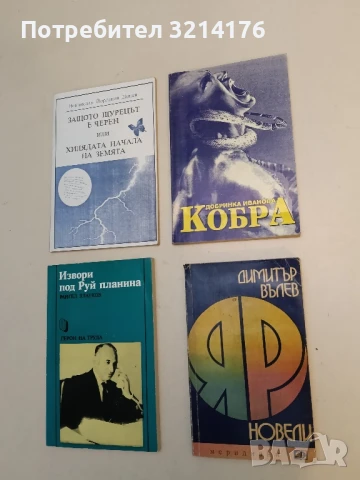 Потребител 3214176
ЗАЩОТО ЩУРЕЦЪТ
Е ЧЕРЕН
или
ХИЛЯДАТА НАЧАЛА
НА ЗЕМЯТА
ДОБРИНКА ИВАНОВА
КОБРА
Извори
под Руй планина
ДИМИТЪР
ВЪЛЕВ
ЯР
НОВЕЛИ
bazar